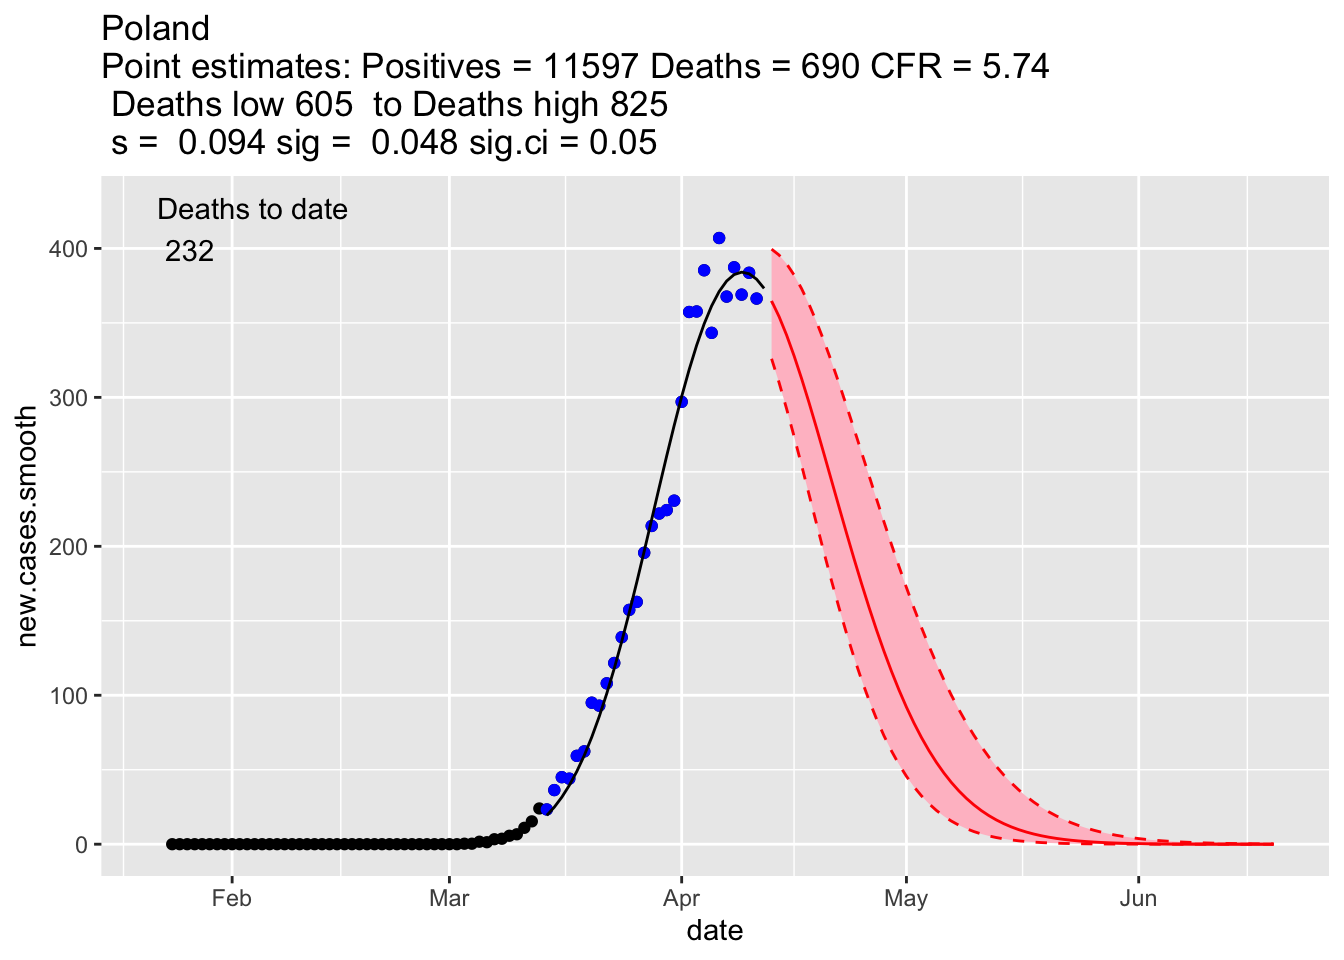 Poland
Point estimates: Positives = 11597 Deaths = 690 CFR = 5.74
Deaths low 605  to Deaths high 825
s =  0.094 sig =  0.048 sig.ci = 0.05
Deaths to date
232
400
300
200
100
0
new.cases.smooth
Feb Mar Apr May Jun
date